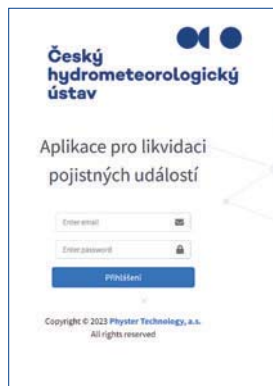 Český
hydrometeorologický
ústav
Aplikace pro likvidaci
pojistných událostí
Enter email
Enter password
Přihlášení
Copyright © 2023 Physter Technology, a.s.
All rights reserved